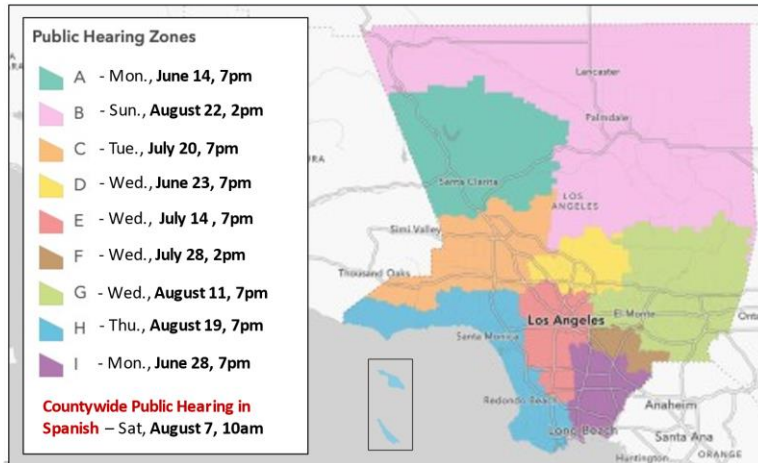 Public Hearing Zones
A - Mon., June 14, 7pm
B - Sun., August 22, 2pm
C - Tue., July 20, 7pm
D - Wed., June 23, 7pm
E - Wed., July 14 , 7pm
F - Wed., July 28, 2pm
G - Wed., August 11, 7pm
H - Thu., August 19, 7pm
I - Mon., June 28, 7pm
Countywide Public Hearing in
Spanish – Sat, August 7, 10am
Lancaster
Palmdale
URA
Santa Clarita
LOS
ANGELES
Simi Valley
Thousand Oaks
El Monte
Los Angeles
Onta
Santa Monica
Redondo Beach
Anaheim
Long Beach
Santa Ana
ORANGE
Huntington